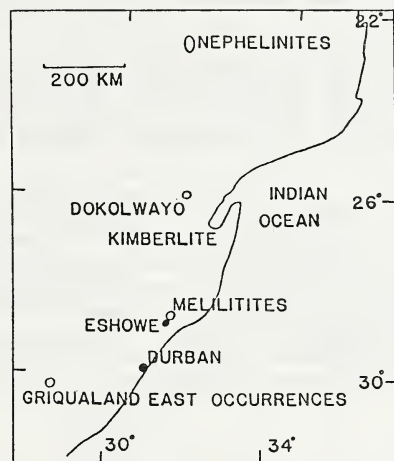 22°
NEPHELINITES
200 KM
INDIAN
OCEAN
26°
DOKOLWAYO
KIMBERLITE
MELILITITES
ESHOWE
DURBAN
30°
GRIQUALAND EAST OCCURRENCES
30°
34°